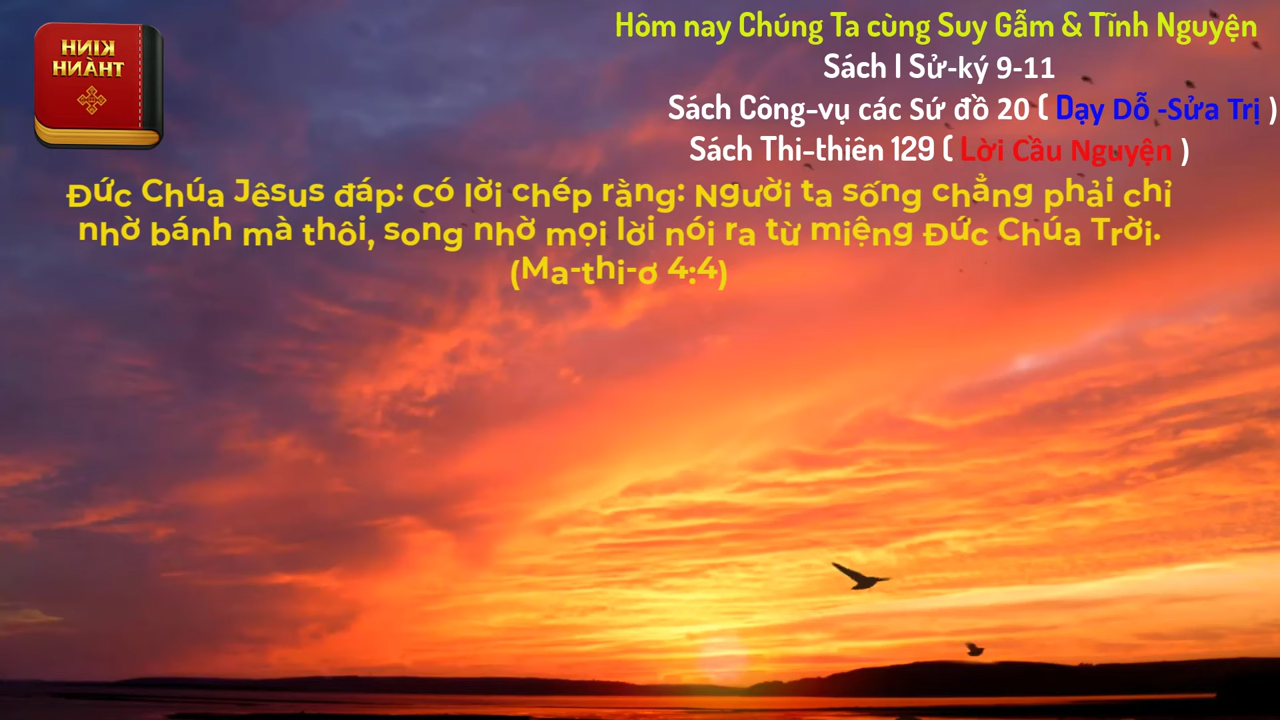 KINH
THÀNH
Hôm nay Chúng Ta cùng Suy Gẫm & Tĩnh Nguyện
Sách I Sử-ký 9-11
Sách Công-vụ các Sứ đồ 20 ( Dạy Dỗ -Sửa Trị )
Sách Thi-thiên 129 ( Lời Cầu Nguyện )
Đức Chúa Jêsus đáp: Có lời chép rằng: Người ta sống chẳng phải chỉ
nhờ bánh mà thôi, song nhờ mọi lời nói ra từ miệng Đức Chúa Trời.
(Ma-thi-ơ 4:4)